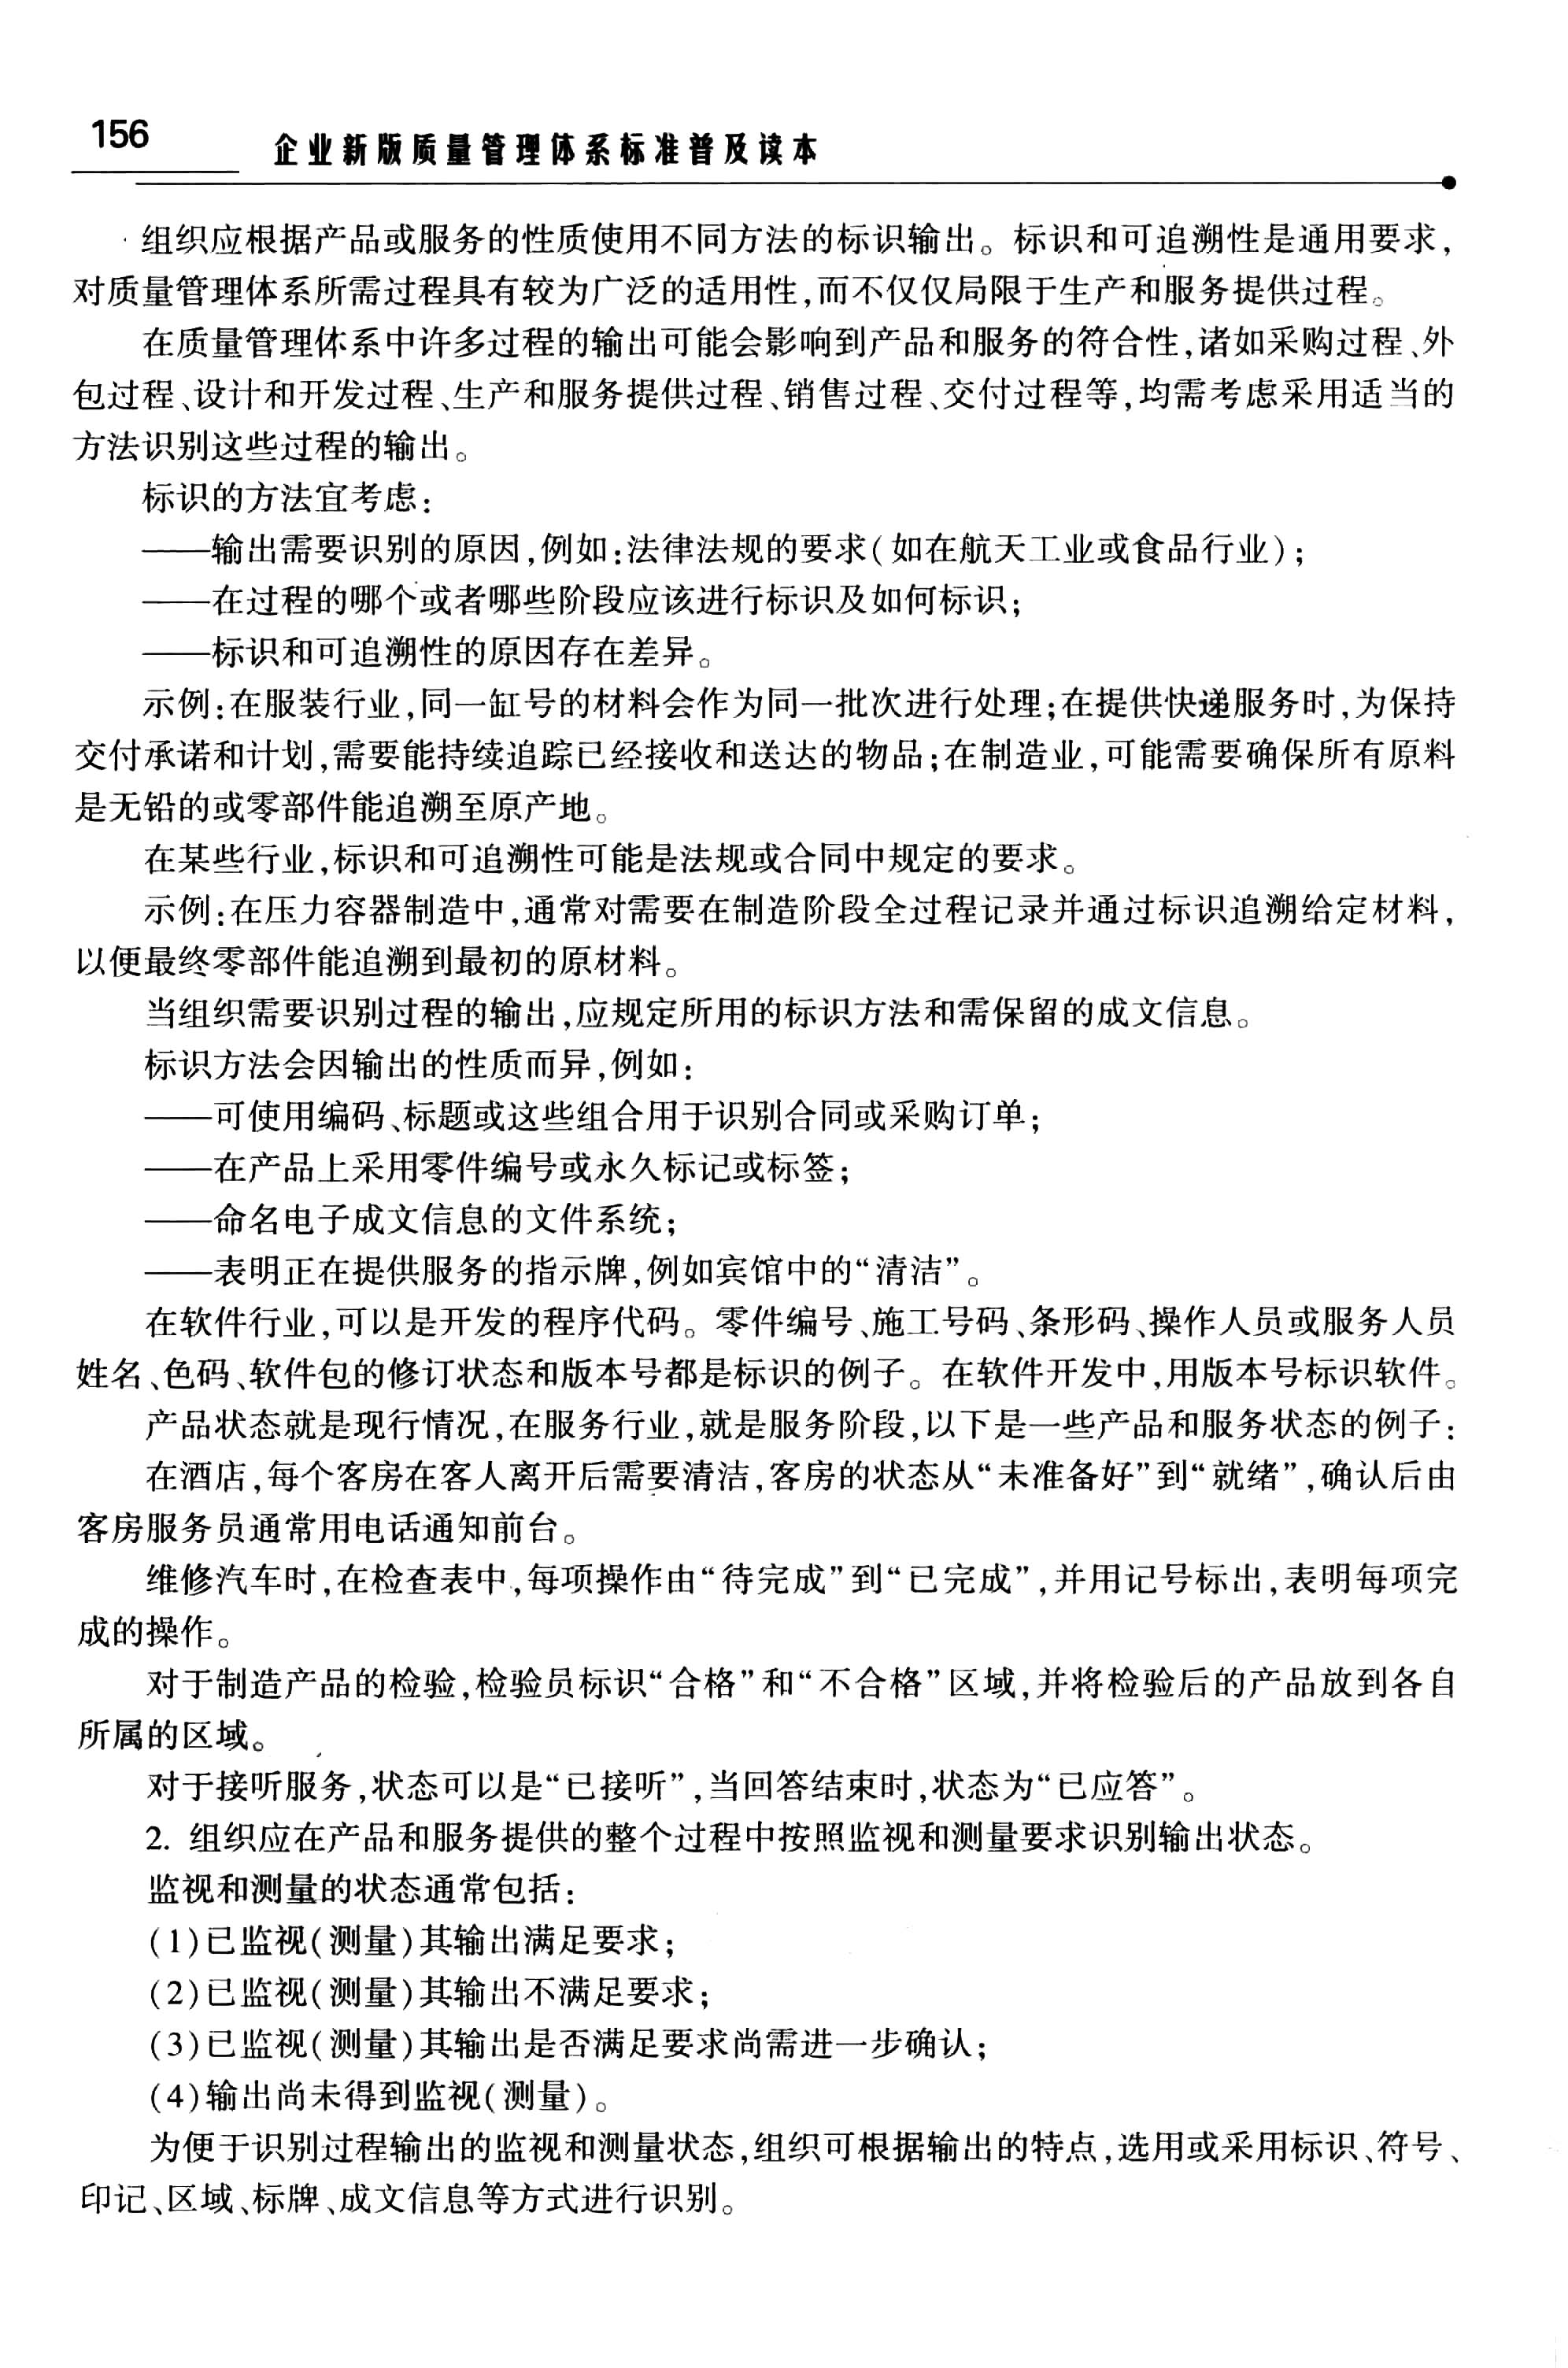 156
企业新版质量管理体系标准普及读本
组织应根据产品或服务的性质使用不同方法的标识输出。标识和可追溯性是通用要求，
对质量管理体系所需过程具有较为广泛的适用性,而不仅仅局限于生产和服务提供过程。
在质量管理体系中许多过程的输出可能会影响到产品和服务的符合性,诸如采购过程、外
包过程、设计和开发过程、生产和服务提供过程、销售过程、交付过程等,均需考虑采用适当的
方法识别这些过程的输出。
标识的方法宜考虑：
——输出需要识别的原因,例如:法律法规的要求(如在航天工业或食品行业)；
——在过程的哪个或者哪些阶段应该进行标识及如何标识；
——标识和可追溯性的原因存在差异。
示例:在服装行业,同一缸号的材料会作为同一批次进行处理;在提供快递服务时,为保持
交付承诺和计划,需要能持续追踪已经接收和送达的物品;在制造业,可能需要确保所有原料
是无铅的或零部件能追溯至原产地。
在某些行业,标识和可追溯性可能是法规或合同中规定的要求。
示例:在压力容器制造中,通常对需要在制造阶段全过程记录并通过标识追溯给定材料，
以便最终零部件能追溯到最初的原材料。
当组织需要识别过程的输出,应规定所用的标识方法和需保留的成文信息。
标识方法会因输出的性质而异,例如：
——可使用编码、标题或这些组合用于识别合同或采购订单；
——在产品上采用零件编号或永久标记或标签；
——命名电子成文信息的文件系统；
——表明正在提供服务的指示牌,例如宾馆中的“清洁”。
在软件行业,可以是开发的程序代码。零件编号、施工号码、条形码、操作人员或服务人员
姓名、色码、软件包的修订状态和版本号都是标识的例子。在软件开发中,用版本号标识软件。
产品状态就是现行情况,在服务行业,就是服务阶段,以下是一些产品和服务状态的例子：
在酒店,每个客房在客人离开后需要清洁,客房的状态从“未准备好”到“就绪”,确认后由
客房服务员通常用电话通知前台。
维修汽车时,在检查表中,每项操作由“待完成”到“已完成”,并用记号标出,表明每项完
成的操作。
对于制造产品的检验,检验员标识“合格”和“不合格”区域,并将检验后的产品放到各自
所属的区域。
对于接听服务,状态可以是“已接听”,当回答结束时,状态为“已应答”。
2. 组织应在产品和服务提供的整个过程中按照监视和测量要求识别输出状态。
监视和测量的状态通常包括：
(1)已监视(测量)其输出满足要求；
(2)已监视(测量)其输出不满足要求；
(3)已监视(测量)其输出是否满足要求尚需进一步确认；
(4)输出尚未得到监视(测量)。
为便于识别过程输出的监视和测量状态,组织可根据输出的特点,选用或采用标识、符号、
印记、区域、标牌、成文信息等方式进行识别。